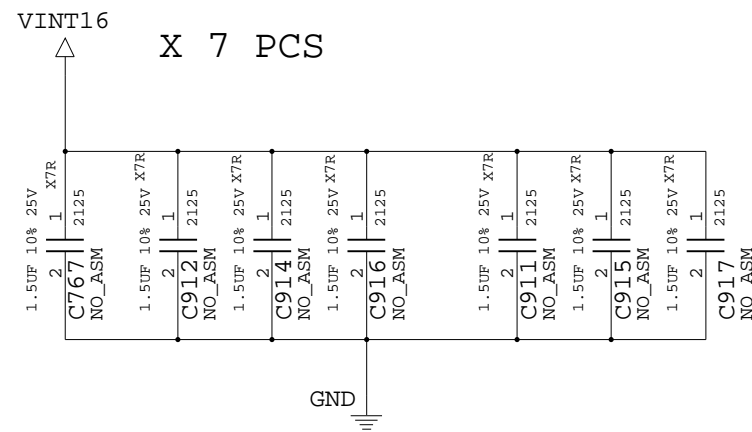 VINT16
X 7 PCS
1.5UF 10% 25V X7R
1
2
2125
C767
NO_ASM
1.5UF 10% 25V X7R
1
2
2125
C912
NO_ASM
1.5UF 10% 25V X7R
1
2
2125
C914
NO_ASM
1.5UF 10% 25V X7R
1
2
2125
C916
NO_ASM
1.5UF 10% 25V X7R
1
2
2125
C911
NO_ASM
1.5UF 10% 25V X7R
1
2
2125
C915
NO_ASM
1.5UF 10% 25V X7R
1
2
2125
C917
NO_ASM
GND